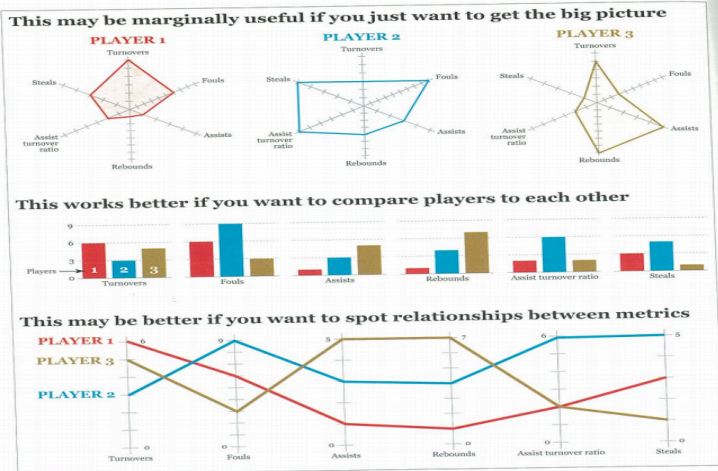 This may be marginally useful if you just want to get the big picture
PLAYER 1
Turnovers
Steals
Fouls
Assist
turnover
ratio
Assists
Rebounds
PLAYER 2
Turnovers
Steals
Fouls
Assist
turnover
ratio
Assists
Rebounds
PLAYER 3
Turnovers
Steals
Fouls
Assist
turnover
ratio
Assists
Rebounds
This works better if you want to compare players to each other
9
6
3
0
Players
1 2 3
Turnovers
Fouls
Assists
Rebounds
Assist turnover ratio
Steals
This may be better if you want to spot relationships between metrics
PLAYER 1
PLAYER 3
PLAYER 2
6 9 5 7 6 5
0 0 0 0 0 0
Turnovers
Fouls
Assists
Rebounds
Assist turnover ratio
Steals